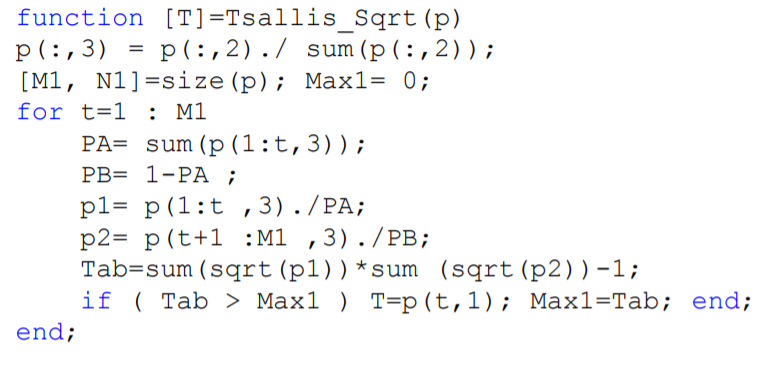 function [T]=Tsallis_Sqrt(p)
p(:,3) = p(:,2)./ sum(p(:,2));
[M1, N1]=size(p); Max1= 0;
for t=1 : M1
    PA= sum(p(1:t,3));
    PB= 1-PA ;
    p1= p(1:t ,3)./PA;
    p2= p(t+1 :M1 ,3)./PB;
    Tab=sum(sqrt(p1))*sum (sqrt(p2))-1;
    if ( Tab > Max1 ) T=p(t,1); Max1=Tab; end;
end;